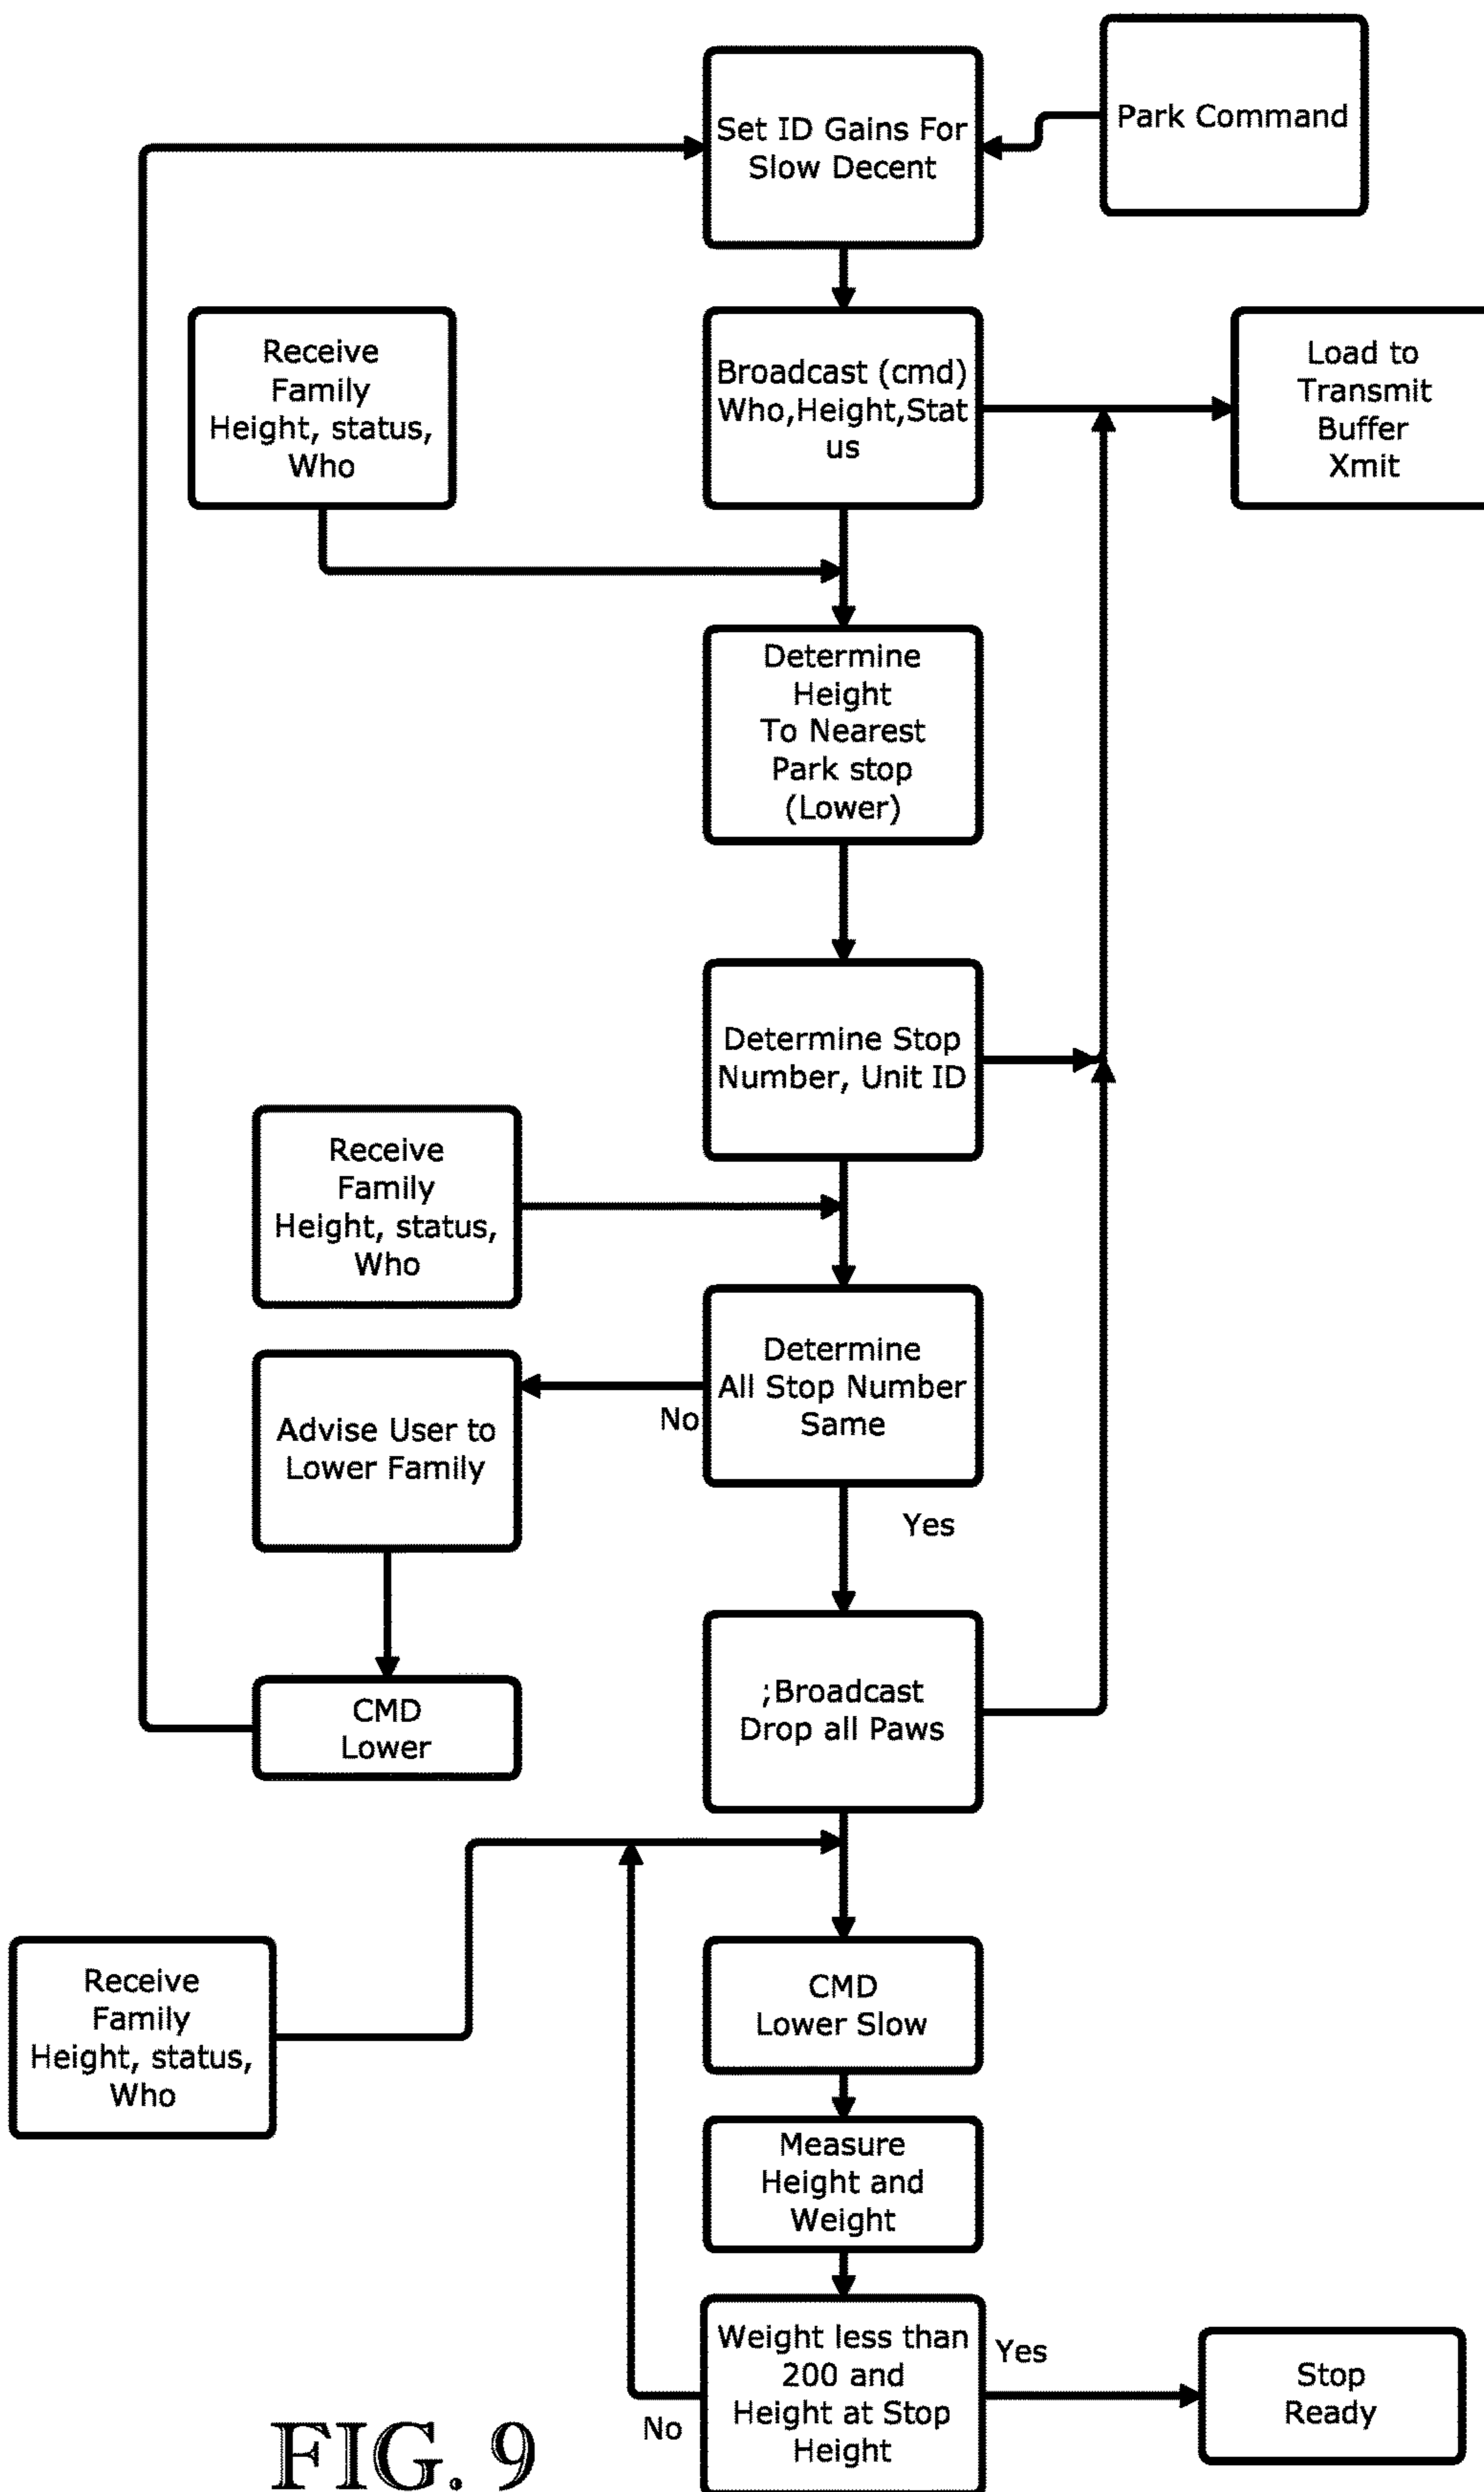 Park Command
Set ID Gains For
Slow Decent
Receive
Family
Height, status,
Who
Broadcast (cmd)
Who,Height,Stat
us
Load to
Transmit
Buffer
Xmit
Determine
Height
To Nearest
Park stop
(Lower)
Determine Stop
Number, Unit ID
Receive
Family
Height, status,
Who
Determine
All Stop Number
Same
No
Advise User to
Lower Family
Yes
CMD
Lower
;Broadcast
Drop all Paws
Receive
Family
Height, status,
Who
CMD
Lower Slow
Measure
Height and
Weight
Weight less than
200 and
Height at Stop
Height
Yes
No
Stop
Ready
FIG. 9